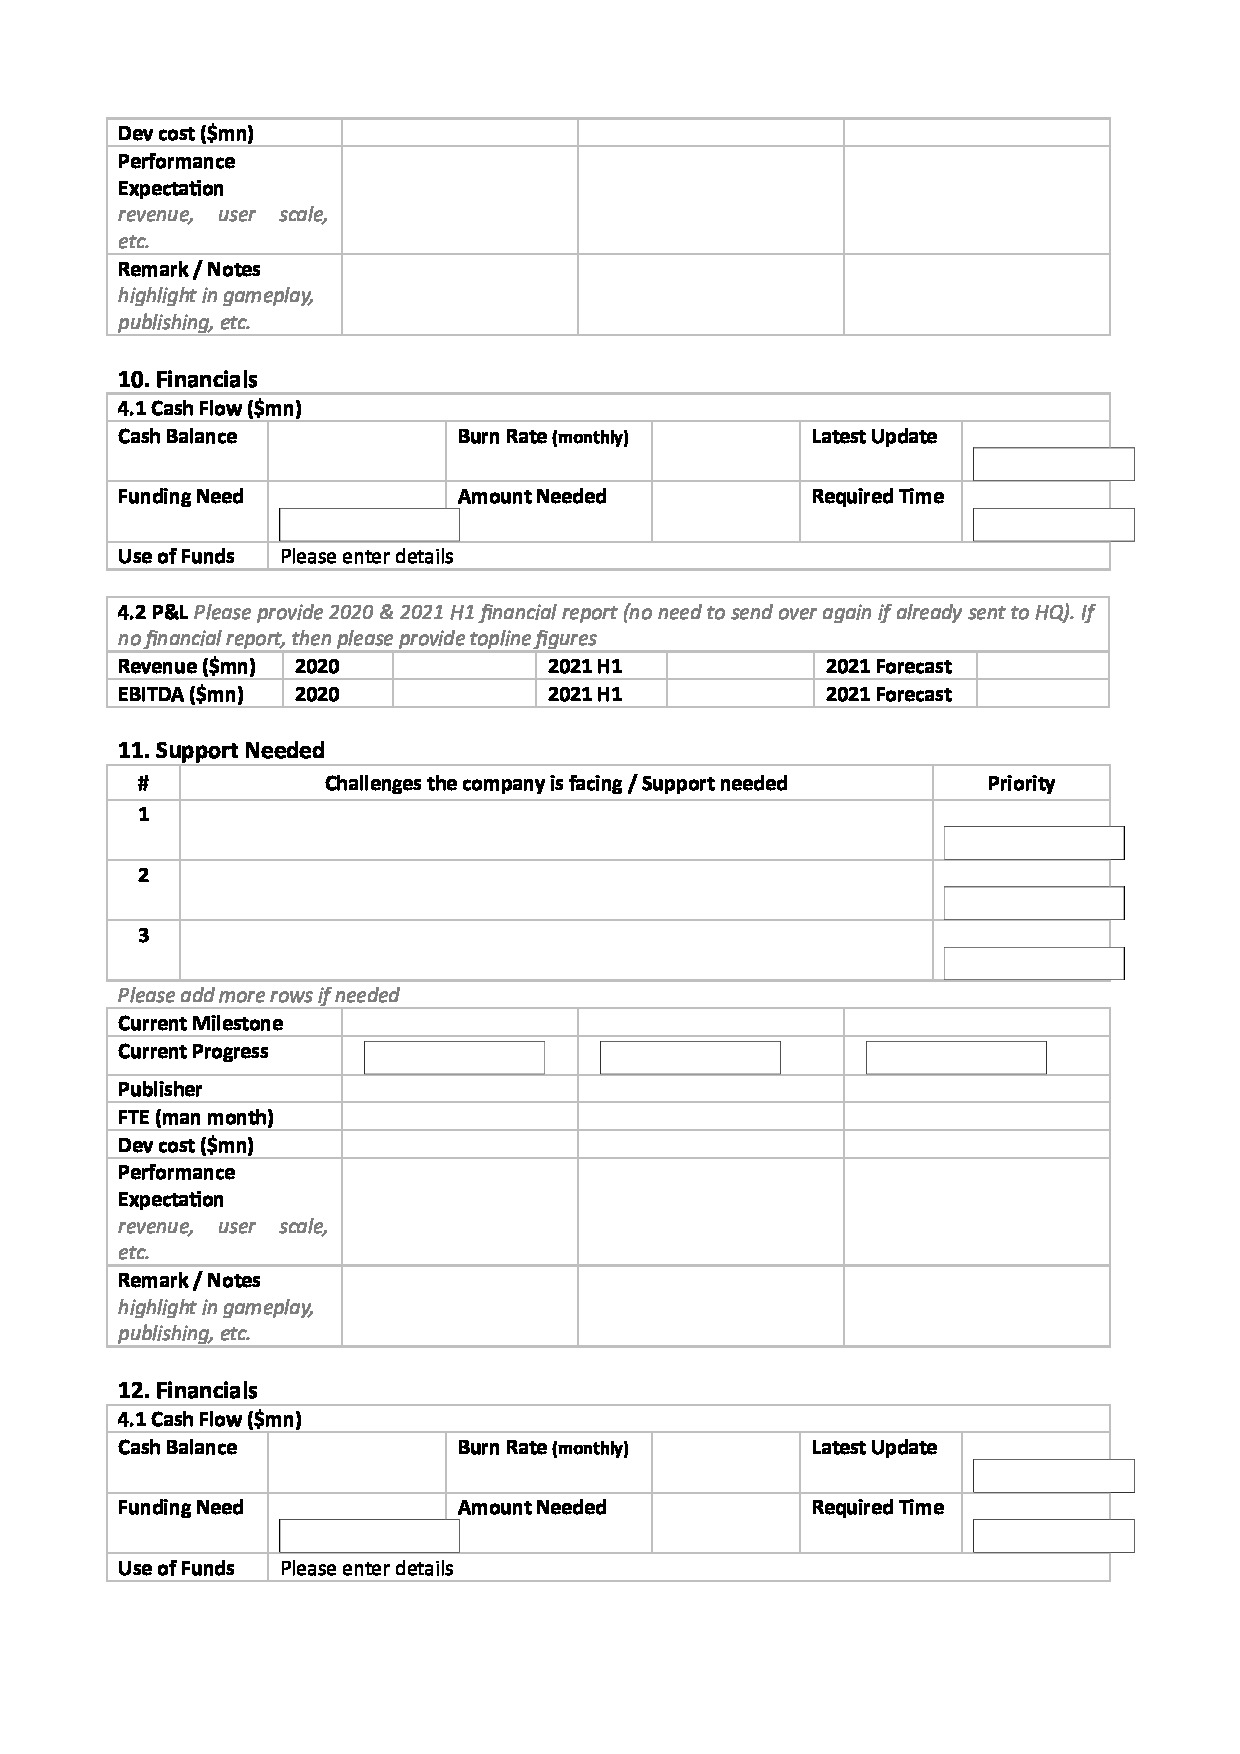 Dev cost ($mn)
Performance
Expectation
revenue, user scale,
etc.
Remark / Notes
highlight in gameplay,
publishing, etc.
10. Financials
4.1 Cash Flow ($mn)
Cash Balance Burn Rate (monthly) Latest Update
Funding Need Amount Needed Required Time
Use of Funds Please enter details
4.2 P&L Please provide 2020 & 2021 H1 financial report (no need to send over again if already sent to HQ). If
no financial report, then please provide topline figures
Revenue ($mn) 2020 2021 H1 2021 Forecast
EBITDA ($mn) 2020 2021 H1 2021 Forecast
11. Support Needed
# Challenges the company is facing / Support needed Priority
1
2
3
Please add more rows if needed
Current Milestone
Current Progress
Publisher
FTE (man month)
Dev cost ($mn)
Performance
Expectation
revenue, user scale,
etc.
Remark / Notes
highlight in gameplay,
publishing, etc.
12. Financials
4.1 Cash Flow ($mn)
Cash Balance Burn Rate (monthly) Latest Update
Funding Need Amount Needed Required Time
Use of Funds Please enter details